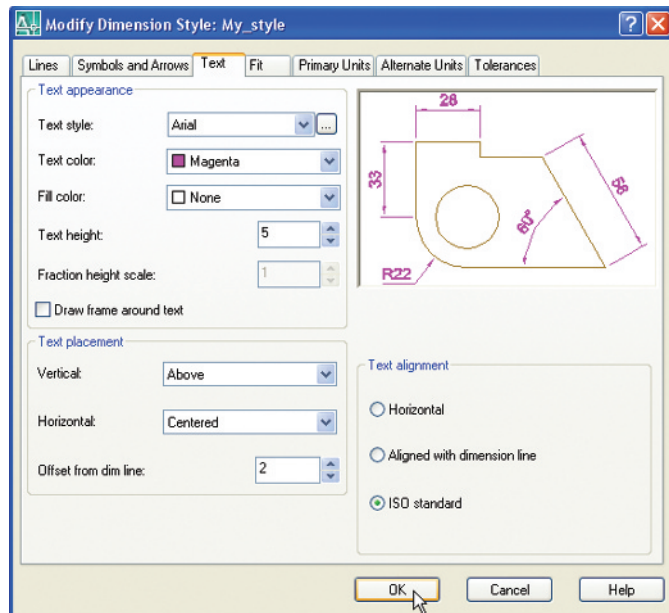 Modify Dimension Style: My_style
Lines Symbols and Arrows Text Fit Primary Units Alternate Units Tolerances
Text appearance
Text style: Arial ...
Text color: Magenta
Fill color: None
Text height: 5
Fraction height scale: 1
Draw frame around text
28
33
58
60°
R22
Text placement
Vertical: Above
Horizontal: Centered
Offset from dim line: 2
Text alignment
Horizontal
Aligned with dimension line
ISO standard
OK Cancel Help